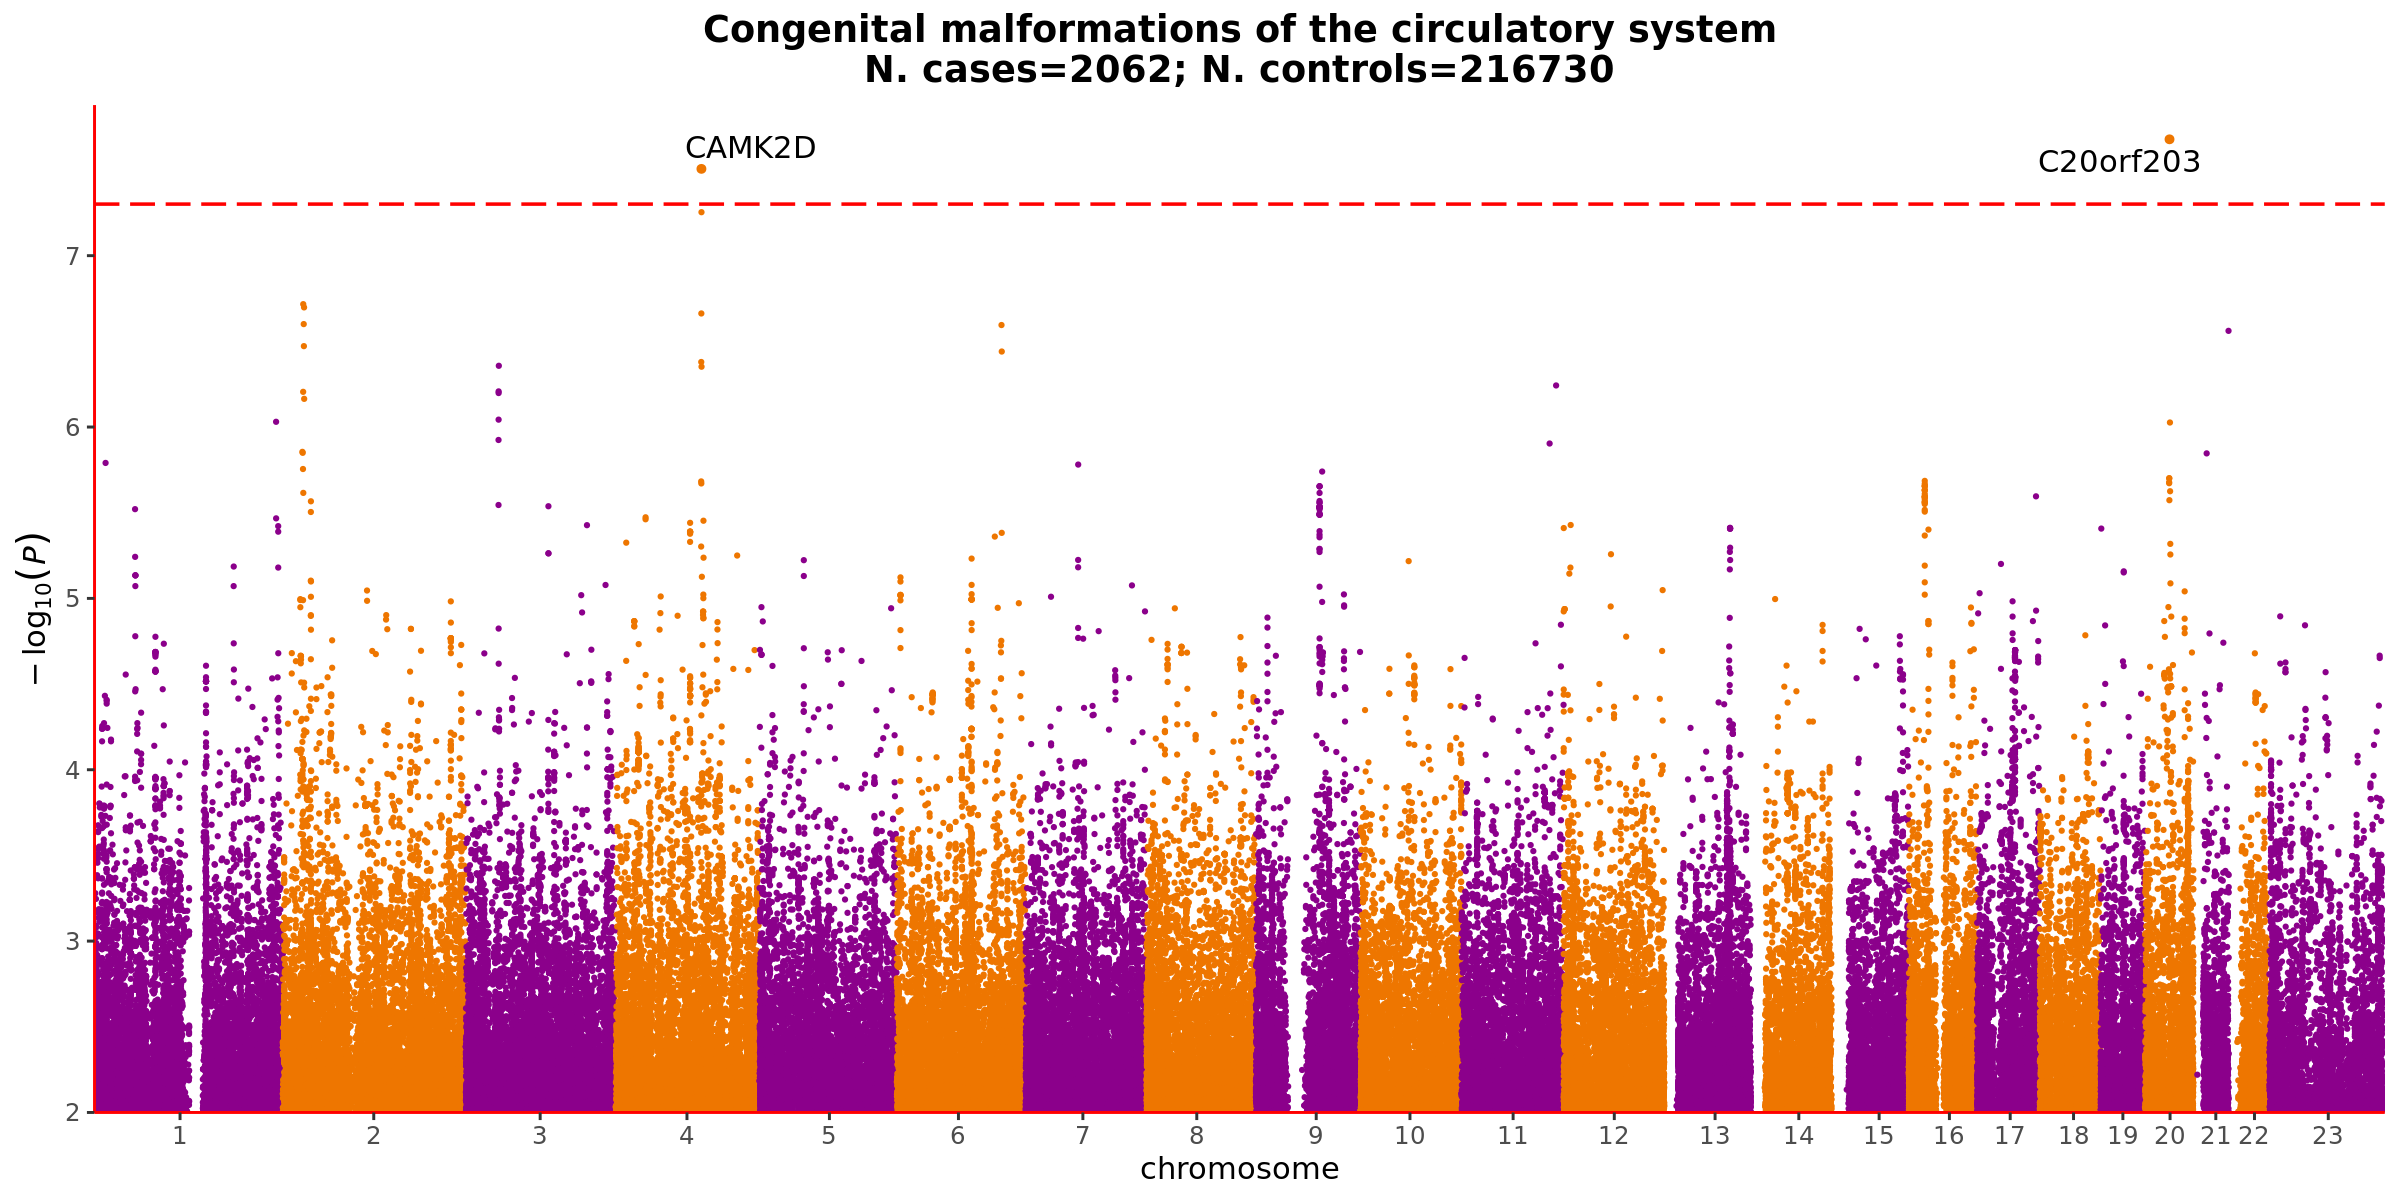 Congenital malformations of the circulatory system
N. cases=2062; N. controls=216730
CAMK2D
C20orf203
7
6
5
4
3
2
−log₁₀(P)
1 2 3 4 5 6 7 8 9 10 11 12 13 14 15 16 17 18 19 20 21 22 23
chromosome